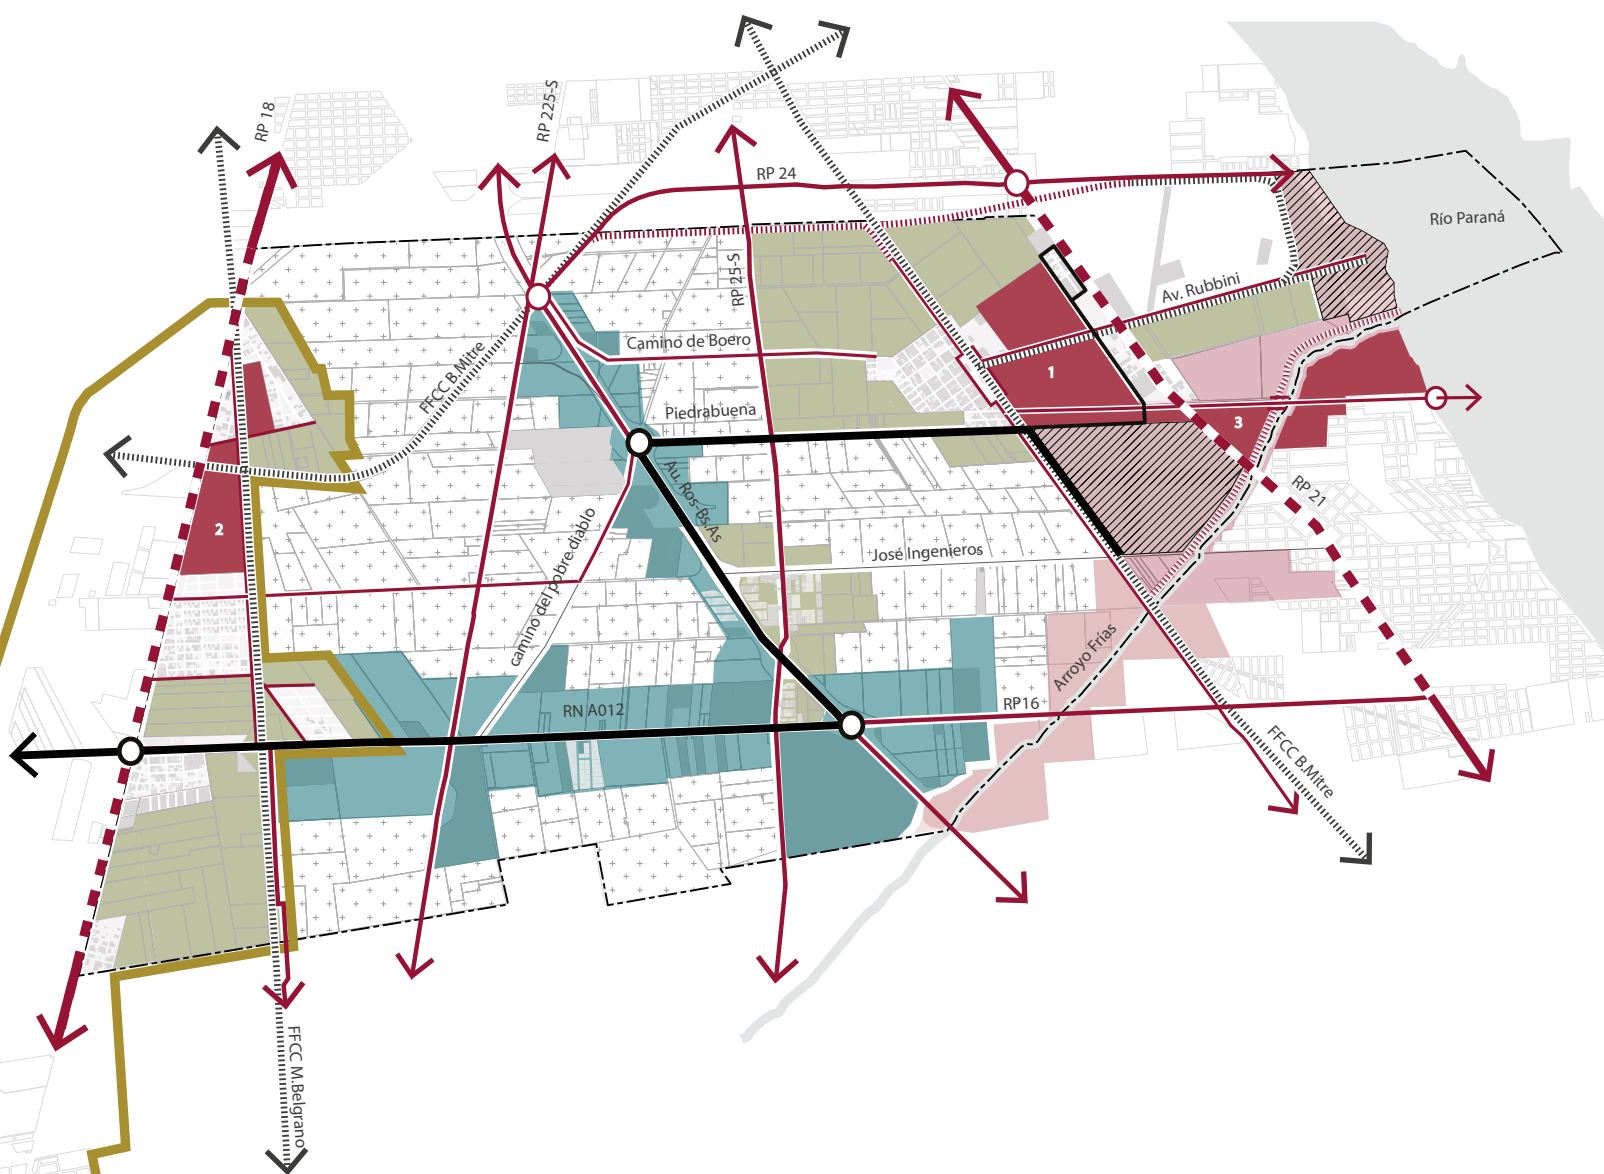 RP 18
RP 225-S
RP 24
Río Paraná
RP 25-S
Av. Rubbini
Camino de Boero
FFCC B.Mitre
1
Piedrabuena
3
Au. Ros-Bs.As
RP 21
2
camino del pobre diablo
José Ingenieros
Arroyo Frías
RN A012
RP16
FFCC B.Mitre
FFCC M.Belgrano